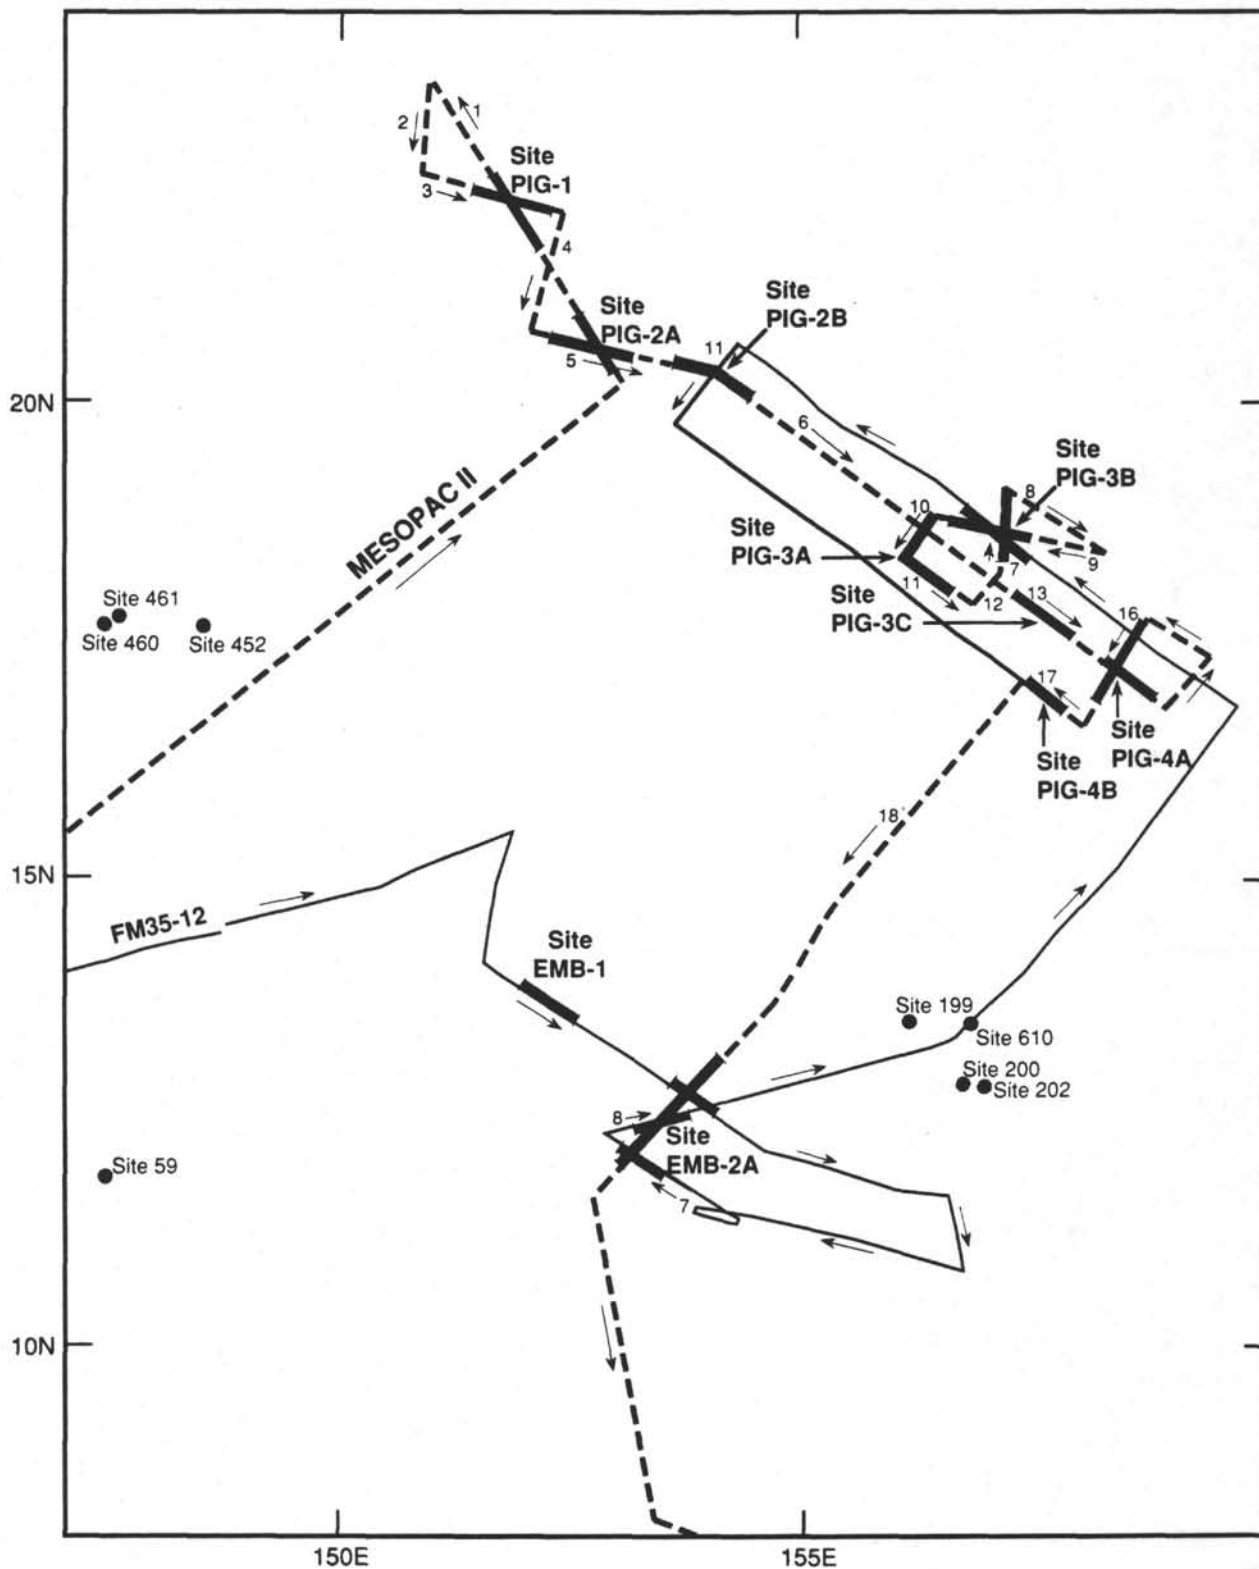 1
2
Site
PIG-1
3
4
Site
PIG-2B
Site
PIG-2A
11
5
20N
6
Site
PIG-3B
8
MESOPAC II
10
Site
PIG-3A
9
7
Site 461
11
12
13
Site
PIG-3C
16
Site 460
Site 452
17
Site
PIG-4A
Site
PIG-4B
18
15N
FM35-12
Site
EMB-1
Site 199
Site 610
Site 200
Site 202
8
Site
EMB-2A
Site 59
7
10N
150E
155E